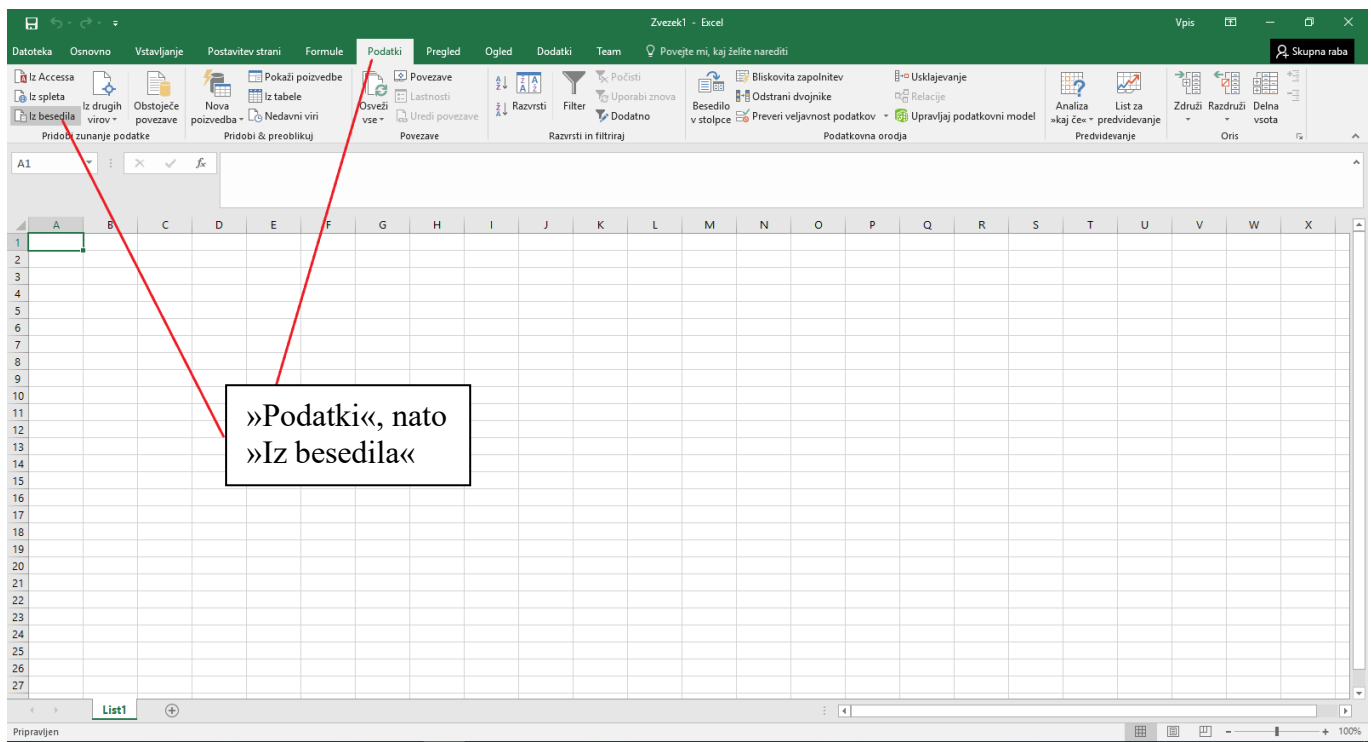 Zvezek1 - Excel
Vpis
Datoteka Osnovno Vstavljanje Postavitev strani Formule Podatki Pregled Ogled Dodatki Team Povejte mi, kaj želite narediti Skupna raba
Iz Accessa
Iz spleta
Iz besedila
Iz drugih
virov
Obstoječe
povezave
Pridobi zunanje podatke
Nova
poizvedba
Pokaži poizvedbe
Iz tabele
Nedavni viri
Pridobi & preoblikuj
Osveži
vse
Povezave
Lastnosti
Uredi povezave
Povezave
Razvrsti
Filter
Počisti
Uporabi znova
Dodatno
Razvrsti in filtriraj
Besedilo
v stolpce
Bliskovita zapolnitev
Odstrani dvojnike
Preveri veljavnost podatkov
Usklajevanje
Relacije
Upravljaj podatkovni model
Podatkovna orodja
Analiza
»kaj če«
List za
predvidevanje
Predvidevanje
Združi
Razdruži
Delna
vsota
Oris
A1
fx
A B C D E F G H I J K L M N O P Q R S T U V W X
1
2
3
4
5
6
7
8
9
10
11
12
13
14
15
16
17
18
19
20
21
22
23
24
25
26
27
»Podatki«, nato
»Iz besedila«
List1
Pripravljen
100%